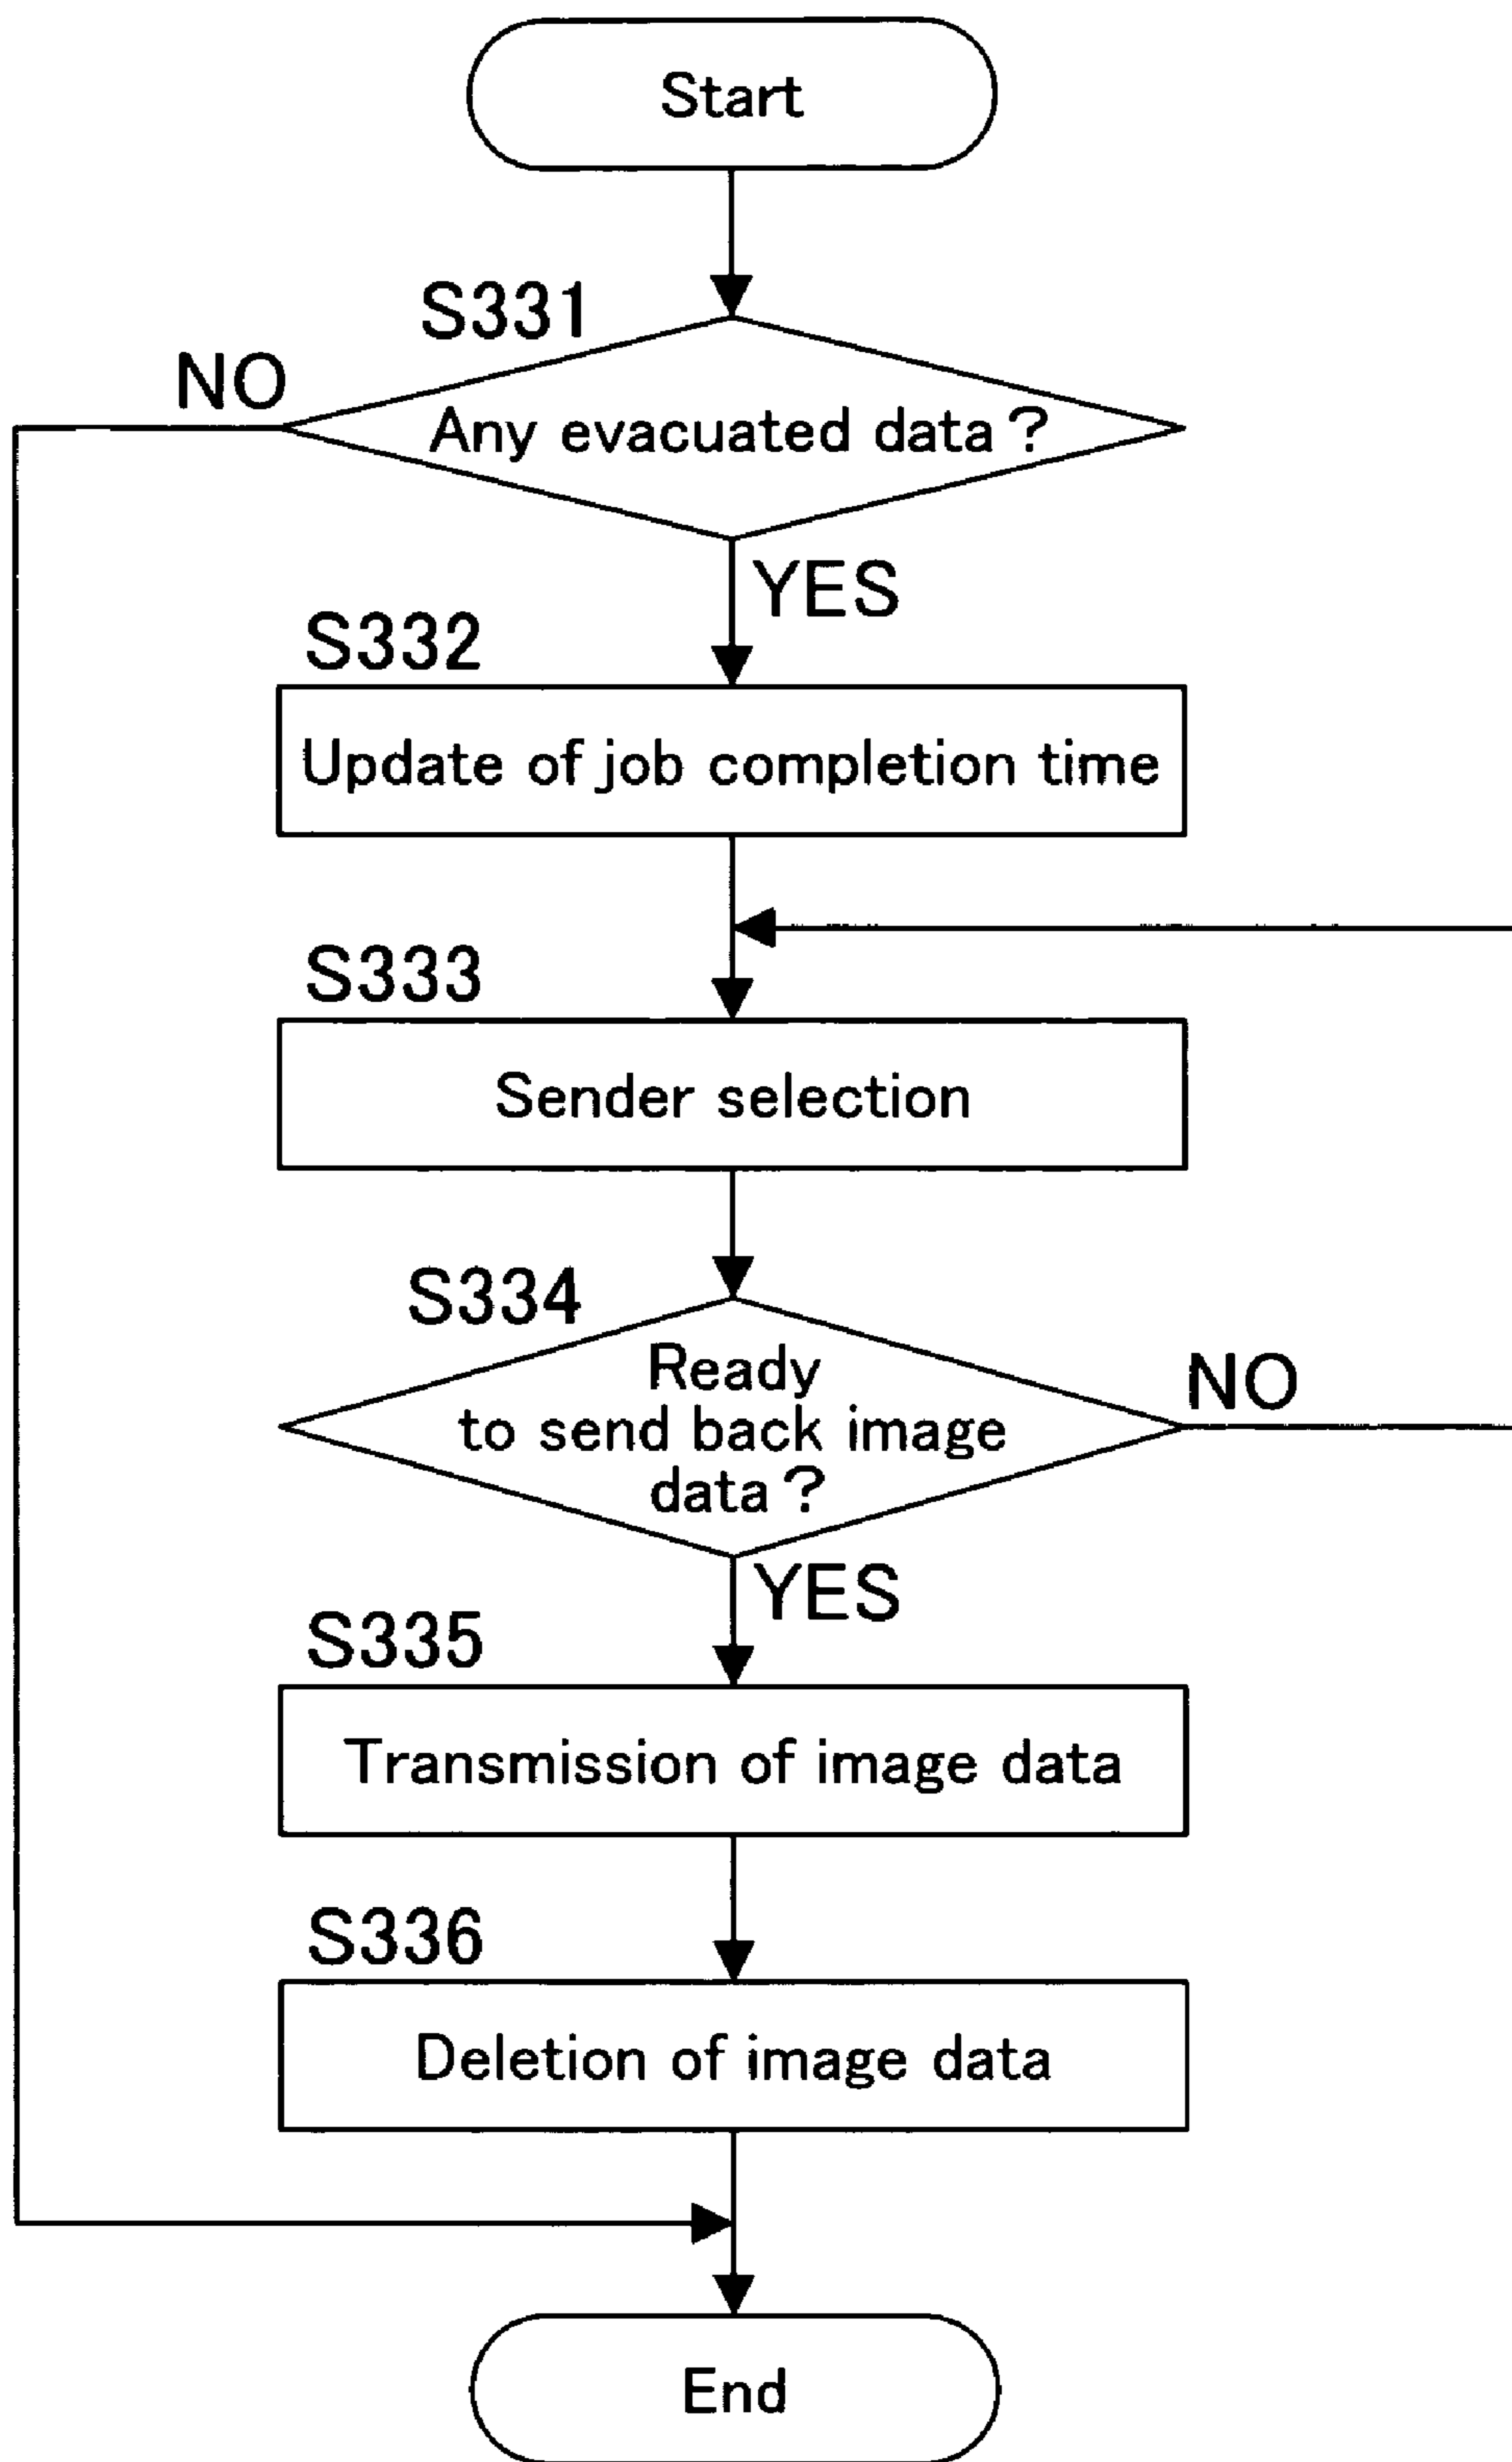 Start
S331
NO
Any evacuated data?
YES
S332
Update of job completion time
S333
Sender selection
S334
Ready
to send back image
data?
NO
YES
S335
Transmission of image data
S336
Deletion of image data
End